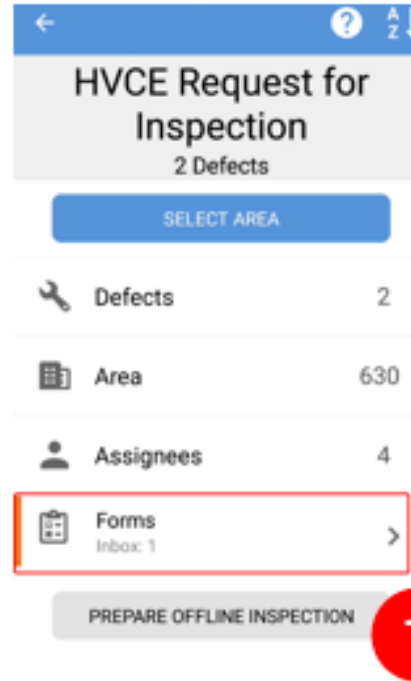 HVCE Request for
Inspection
2 Defects
SELECT AREA
Defects 2
Area 630
Assignees 4
Forms
Inbox: 1
PREPARE OFFLINE INSPECTION